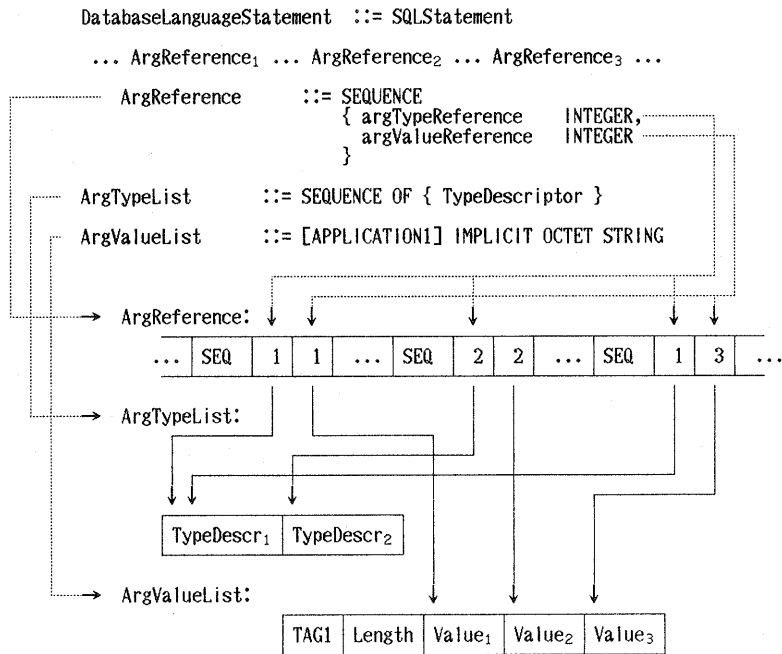 DatabaseLanguageStatement ::= SQLStatement
... ArgReference₁ ... ArgReference₂ ... ArgReference₃ ...
ArgReference ::= SEQUENCE
{ argTypeReference INTEGER,
argValueReference INTEGER
}
ArgTypeList ::= SEQUENCE OF { TypeDescriptor }
ArgValueList ::= [APPLICATION1] IMPLICIT OCTET STRING
ArgReference:
... SEQ 1 1 ... SEQ 2 2 ... SEQ 1 3 ...
ArgTypeList:
TypeDescr₁ TypeDescr₂
ArgValueList:
TAG1 Length Value₁ Value₂ Value₃